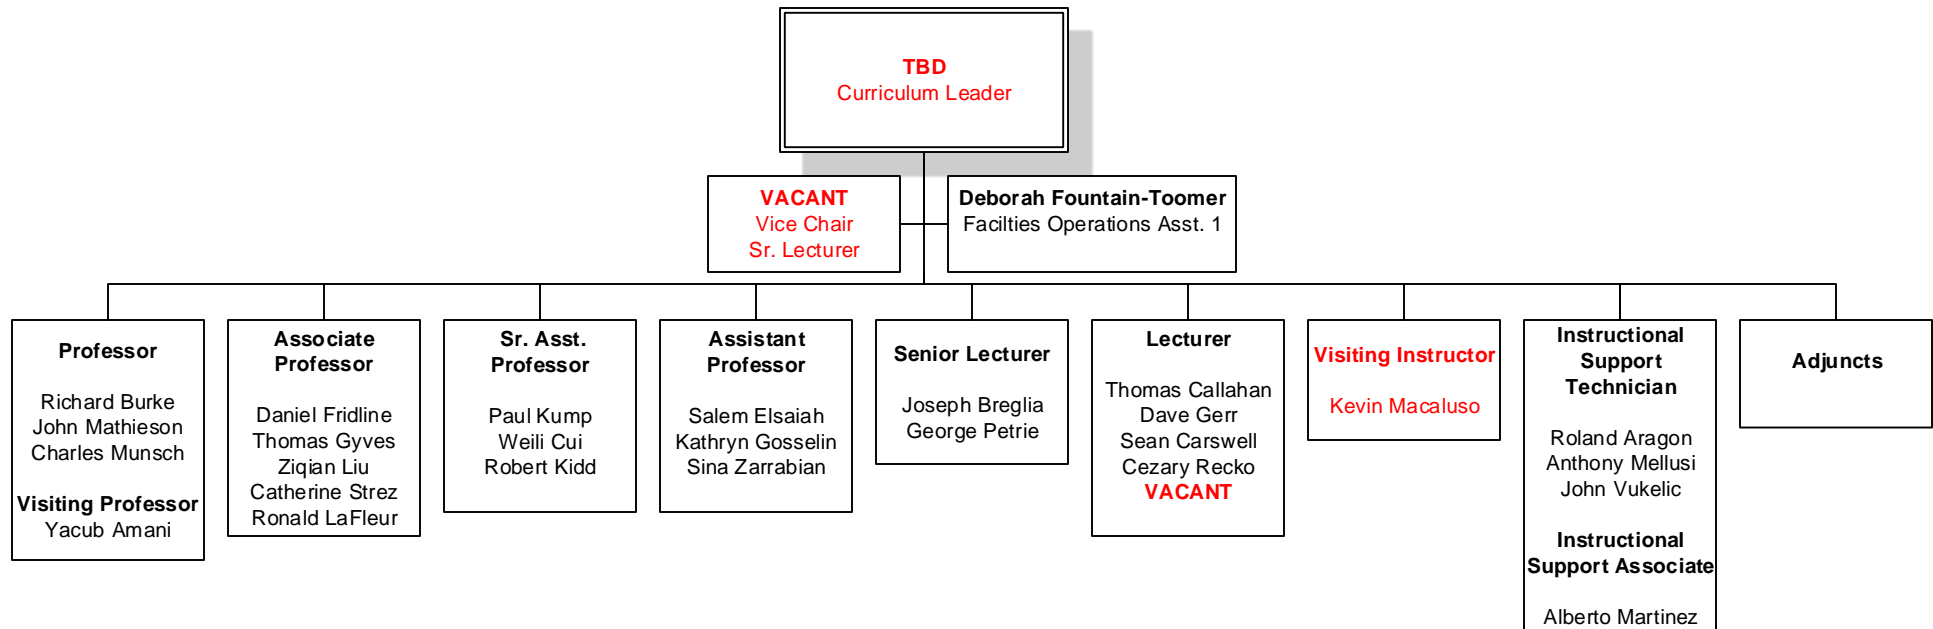 TBD
Curriculum Leader
VACANT
Vice Chair
Sr. Lecturer
Deborah Fountain-Toomer
Facilties Operations Asst. 1
Professor
Richard Burke
John Mathieson
Charles Munsch
Visiting Professor
Yacub Amani
Associate
Professor
Daniel Fridline
Thomas Gyves
Ziqian Liu
Catherine Strez
Ronald LaFleur
Sr. Asst.
Professor
Paul Kump
Weili Cui
Robert Kidd
Assistant
Professor
Salem Elsaiah
Kathryn Gosselin
Sina Zarrabian
Senior Lecturer
Joseph Breglia
George Petrie
Lecturer
Thomas Callahan
Dave Gerr
Sean Carswell
Cezary Recko
VACANT
Visiting Instructor
Kevin Macaluso
Instructional
Support
Technician
Roland Aragon
Anthony Mellusi
John Vukelic
Instructional
Support Associate
Alberto Martinez
Adjuncts